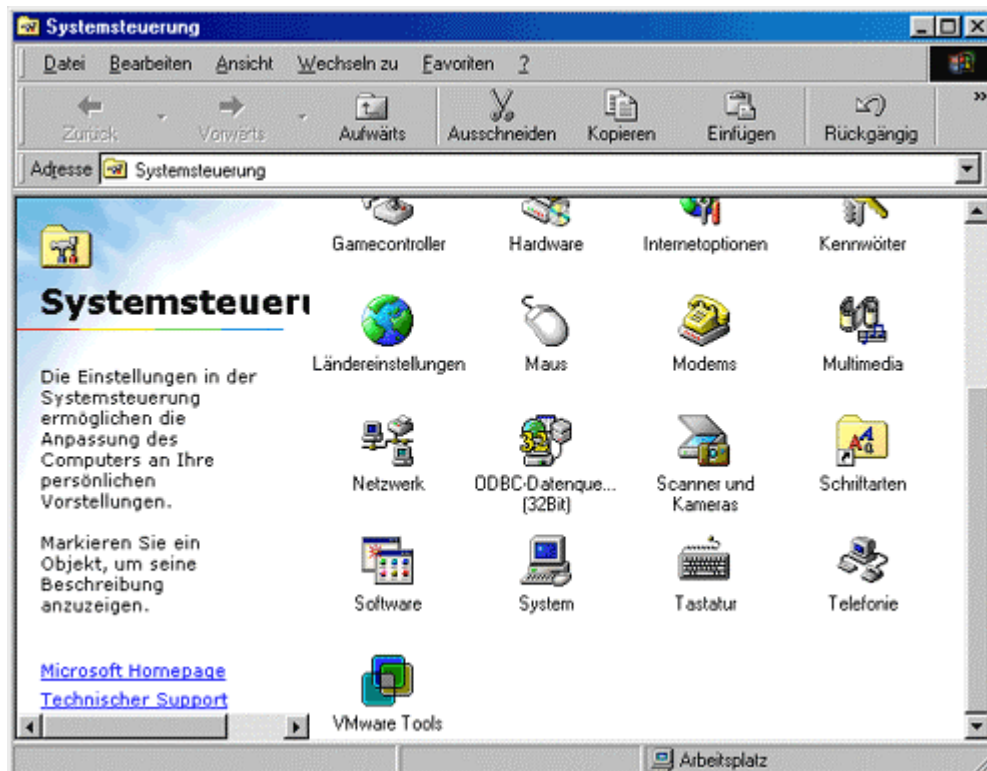 Systemsteuerung
Datei Bearbeiten Ansicht Wechseln zu Favoriten ?
Zurück Vorwärts Aufwärts Ausschneiden Kopieren Einfügen Rückgängig »
Adresse Systemsteuerung
Gamecontroller Hardware Internetoptionen Kennwörter
Systemsteueru
Ländereinstellungen Maus Modems Multimedia
Die Einstellungen in der
Systemsteuerung
ermöglichen die
Anpassung des
Computers an Ihre
persönlichen
Vorstellungen.
Netzwerk ODBC-Datenque... Scanner und Schriftarten
(32Bit) Kameras
Markieren Sie ein
Objekt, um seine
Beschreibung
anzuzeigen.
Software System Tastatur Telefonie
Microsoft Homepage
Technischer Support
VMware Tools
Arbeitsplatz